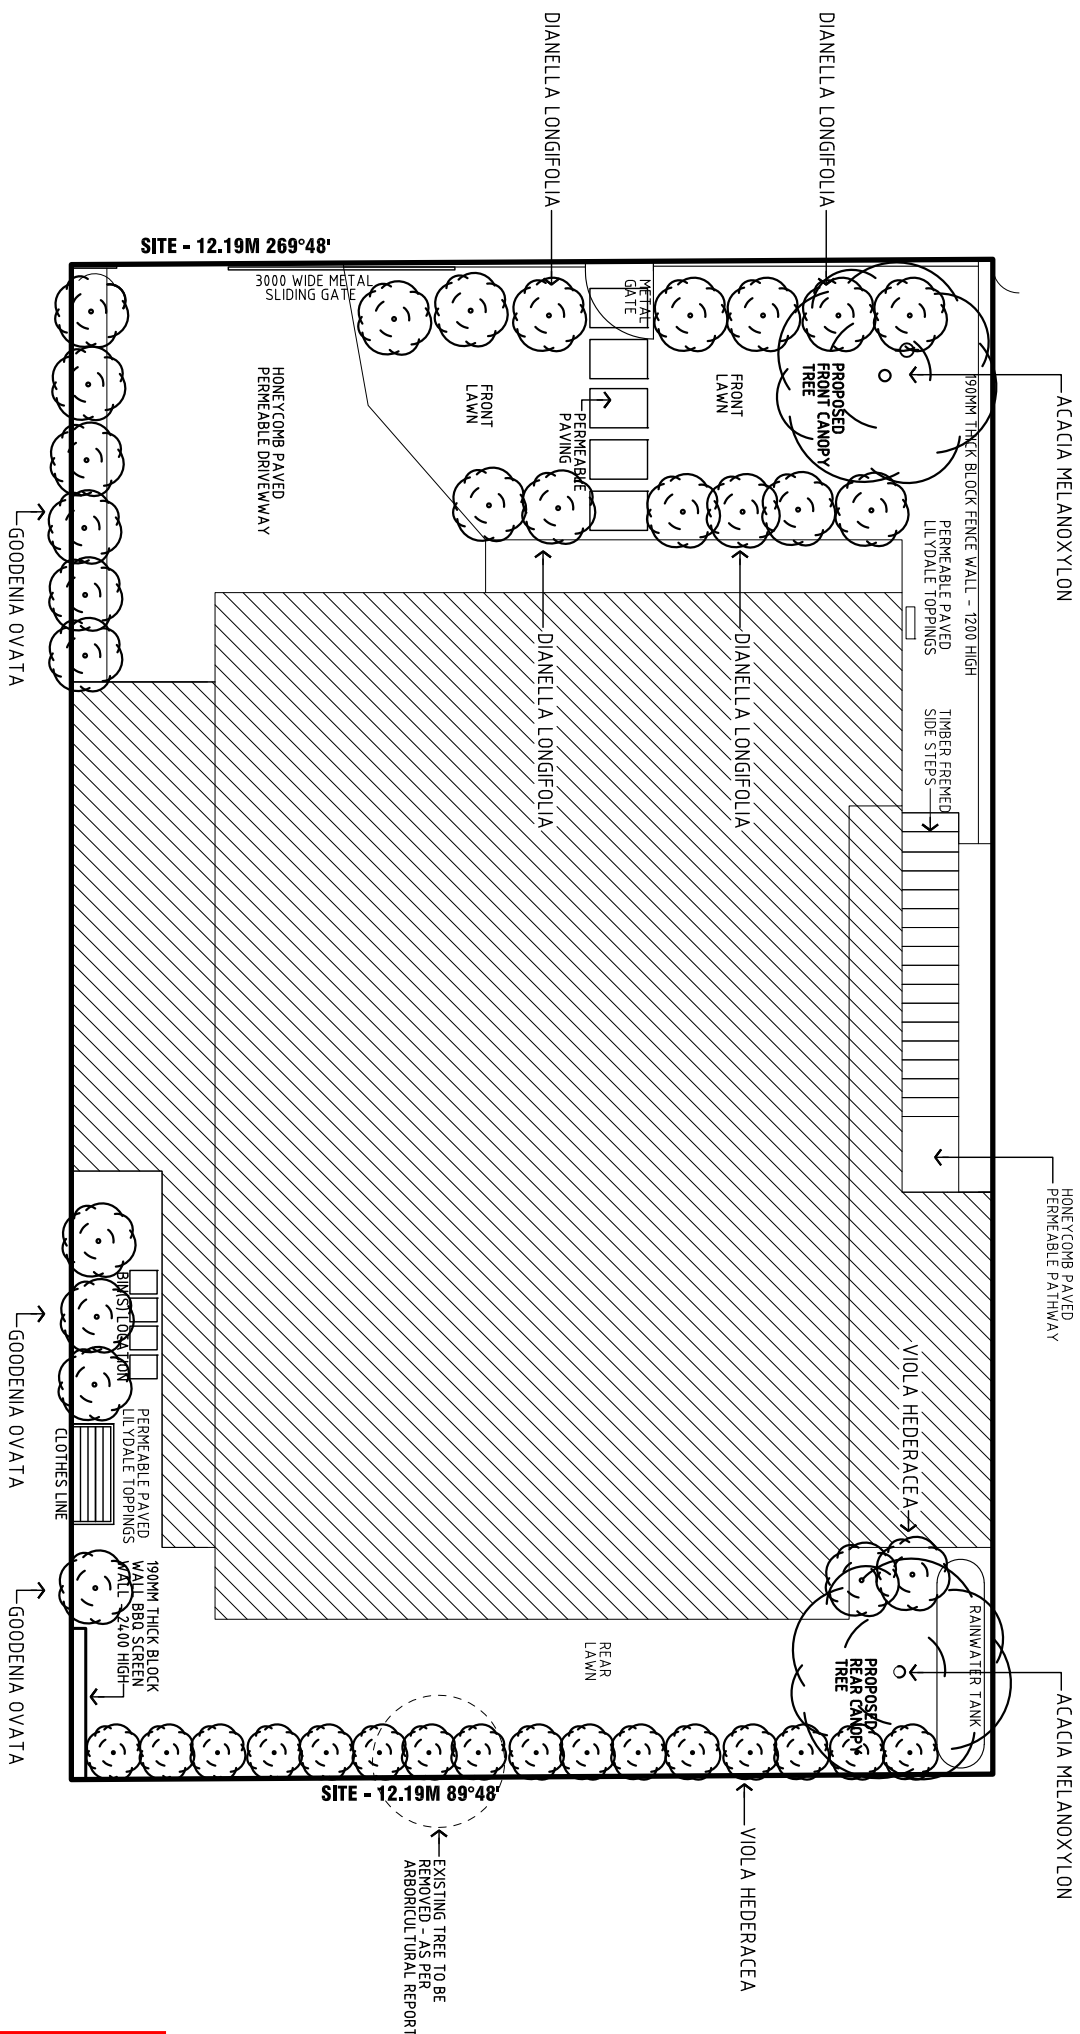 DIANELLA LONGIFOLIA
DIANELLA LONGIFOLIA
SITE - 12.19M 269°48'
3000 WIDE METAL
SLIDING GATE
METAL
GATE
HONEYCOMB PAVED
PERMEABLE DRIVEWAY
FRONT
LAWN
PERMEABLE
PAVING
FRONT
LAWN
PROPOSED
FRONT CANOPY
TREE
190MM THICK BLOCK FENCE WALL - 1200 HIGH
ACACIA MELANOXYLON
PERMEABLE PAVED
LILYDALE TOPPINGS
GOODENIA OVATA
DIANELLA LONGIFOLIA
DIANELLA LONGIFOLIA
TIMBER FREMED
SIDE STEPS
HONEYCOMB PAVED
PERMEABLE PATHWAY
BIN(S) LOCATION
GOODENIA OVATA
VIOLA HEDERACEA
PERMEABLE PAVED
LILYDALE TOPPINGS
CLOTHES LINE
190MM THICK BLOCK
WALL BBQ SCREEN
WALL - 2400 HIGH
GOODENIA OVATA
REAR
LAWN
PROPOSED
REAR CANOPY
TREE
RAINWATER TANK
ACACIA MELANOXYLON
SITE - 12.19M 89°48'
VIOLA HEDERACEA
EXISTING TREE TO BE
REMOVED - AS PER
ARBORICULTURAL REPORT